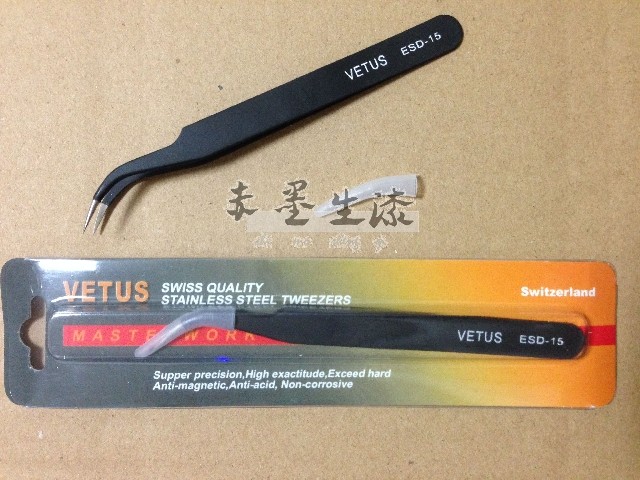 VETUS ESD-15
赤墨生漆
VETUS
SWISS QUALITY
STAINLESS STEEL TWEEZERS
Switzerland
VETUS ESD-15
Supper precision,High exactitude,Exceed hard
Anti-magnetic,Anti-acid, Non-corrosive